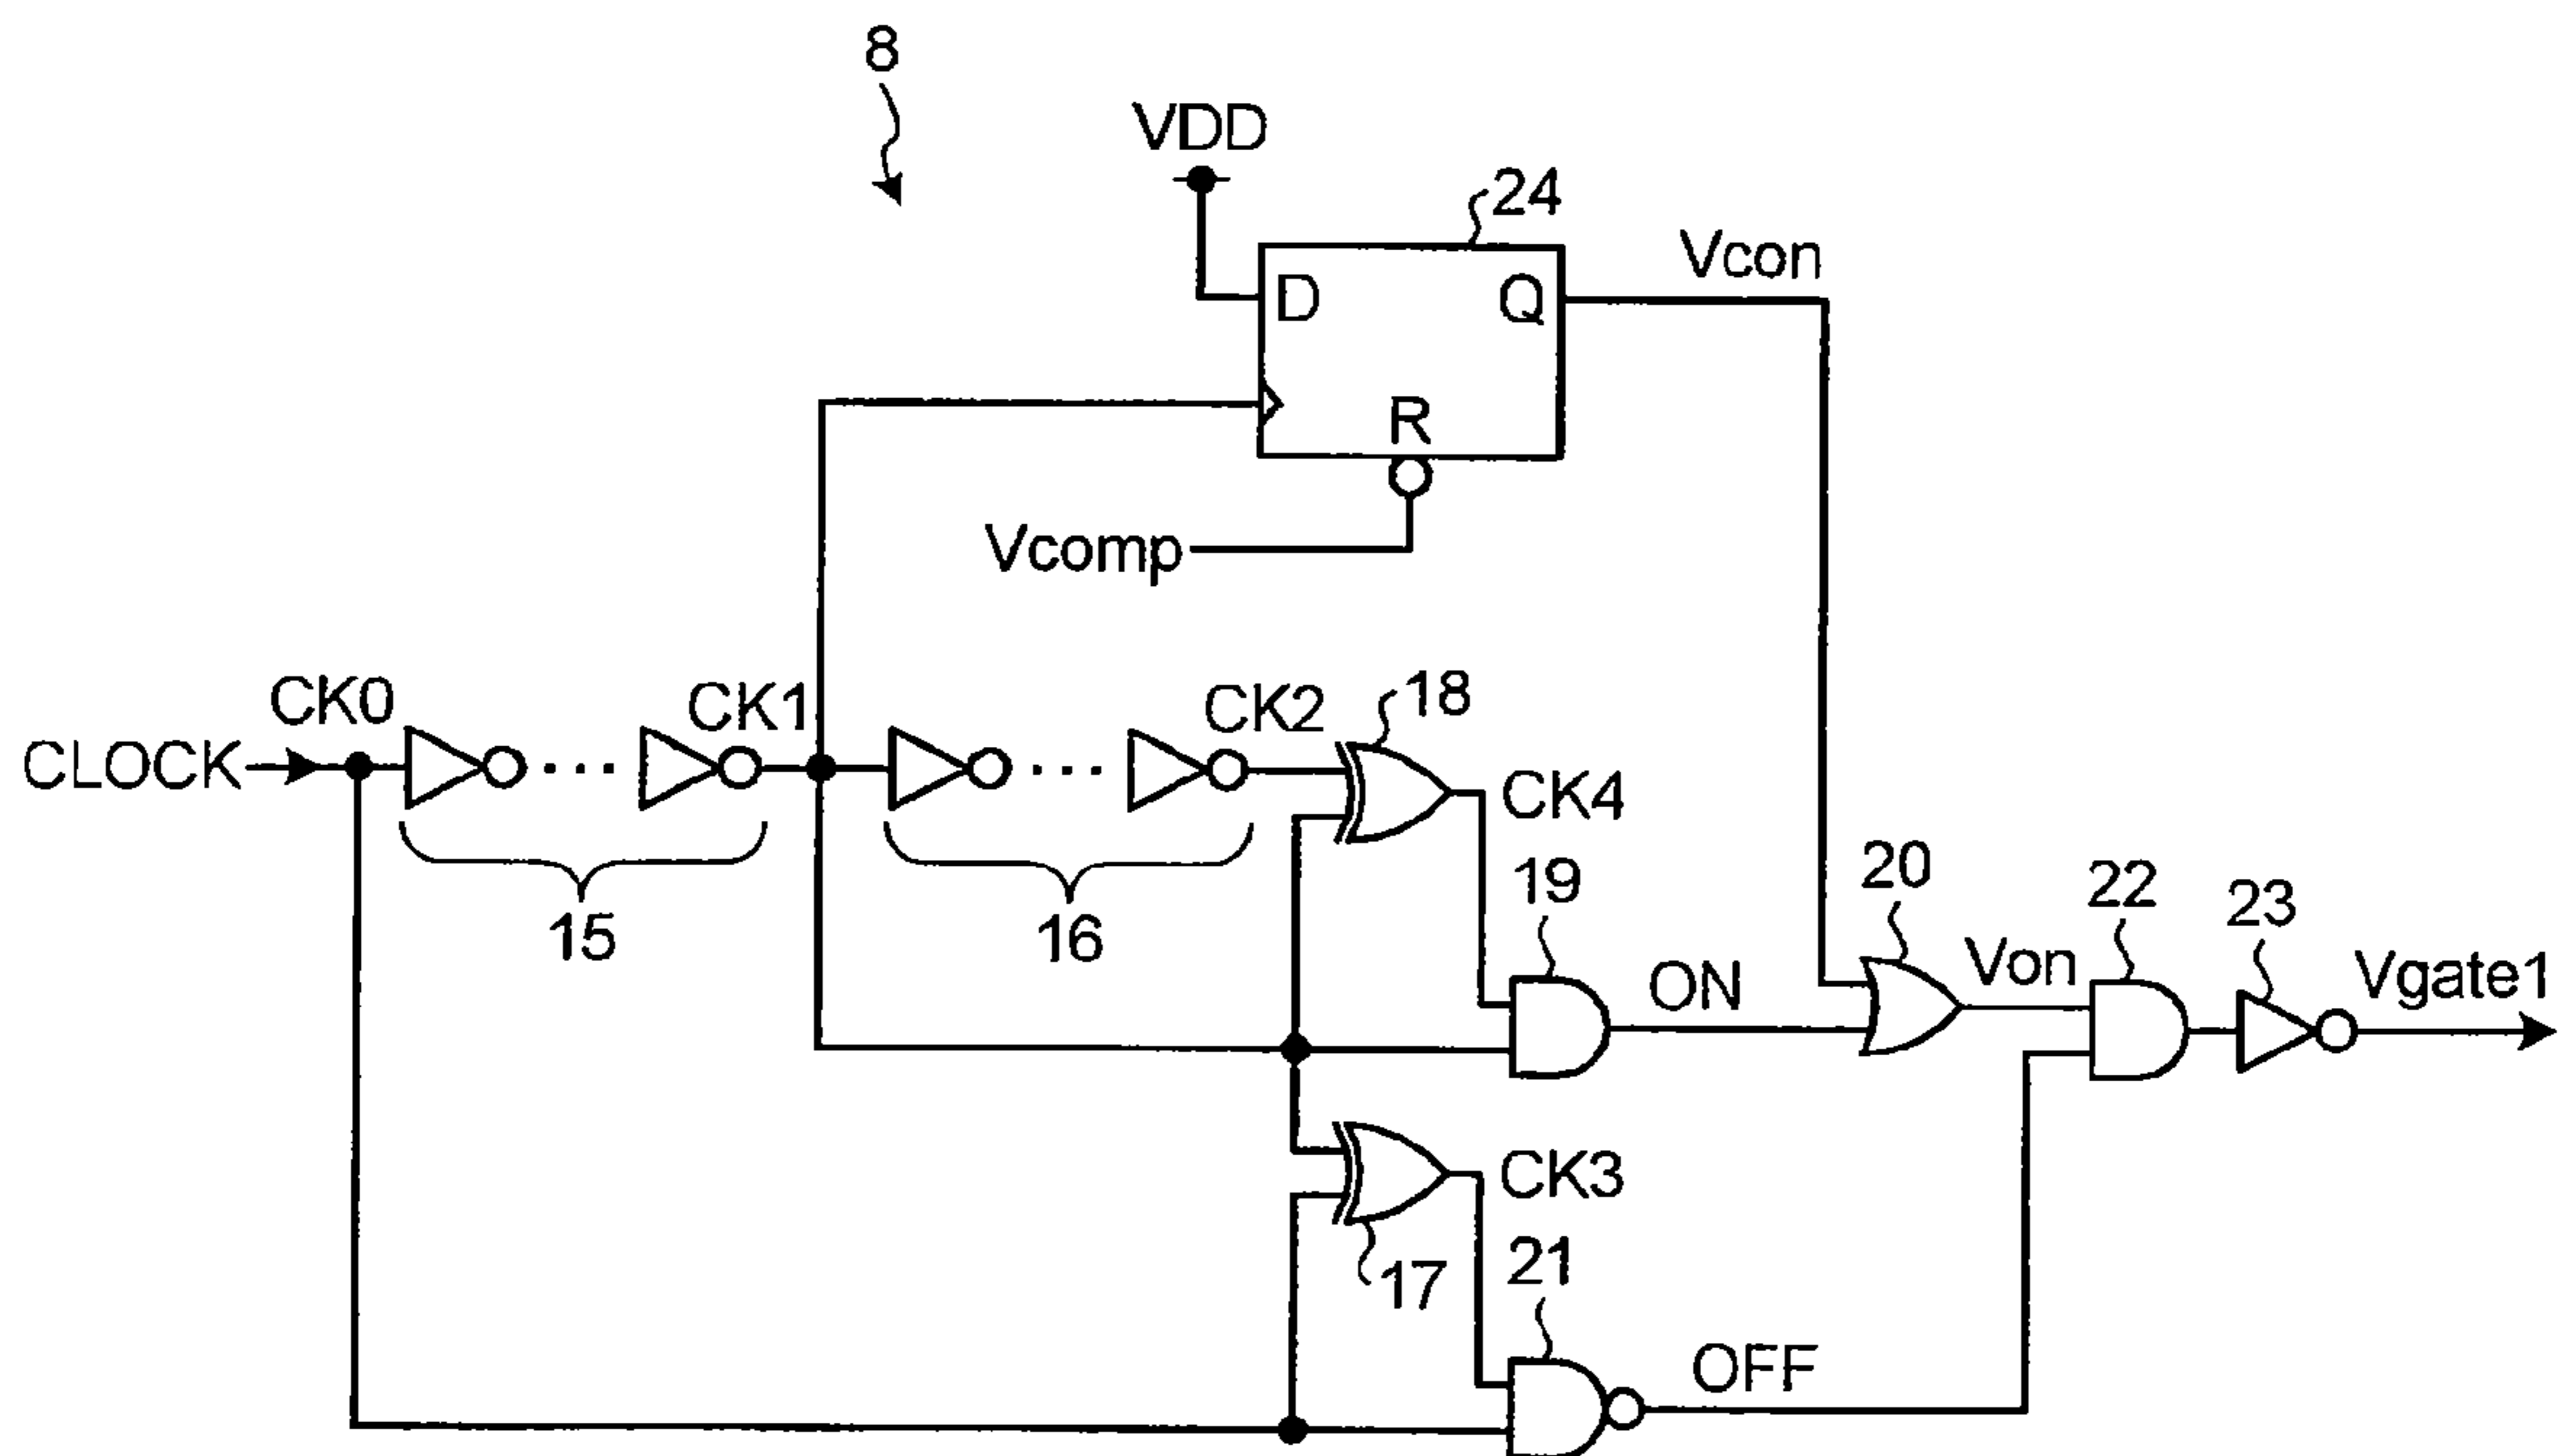 8
VDD
24
Vcon
D
Q
R
Vcomp
CK0
CK1
CK2
18
CLOCK
CK4
15
16
19
20
22
23
ON
Von
Vgate1
CK3
17
21
OFF